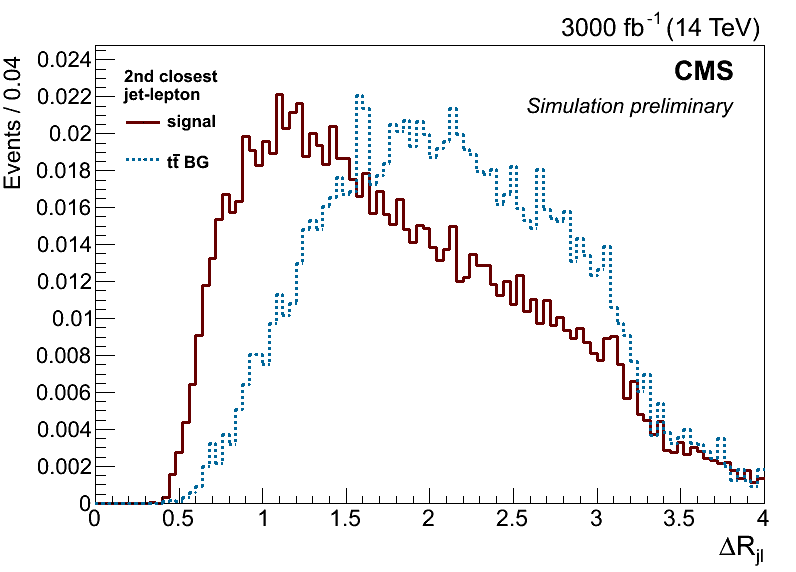 3000 fb⁻¹ (14 TeV)
CMS
Simulation preliminary
2nd closest
jet-lepton
signal
tt̄ BG
Events / 0.04
0.024
0.022
0.02
0.018
0.016
0.014
0.012
0.01
0.008
0.006
0.004
0.002
0
0 0.5 1 1.5 2 2.5 3 3.5 4
ΔRjl